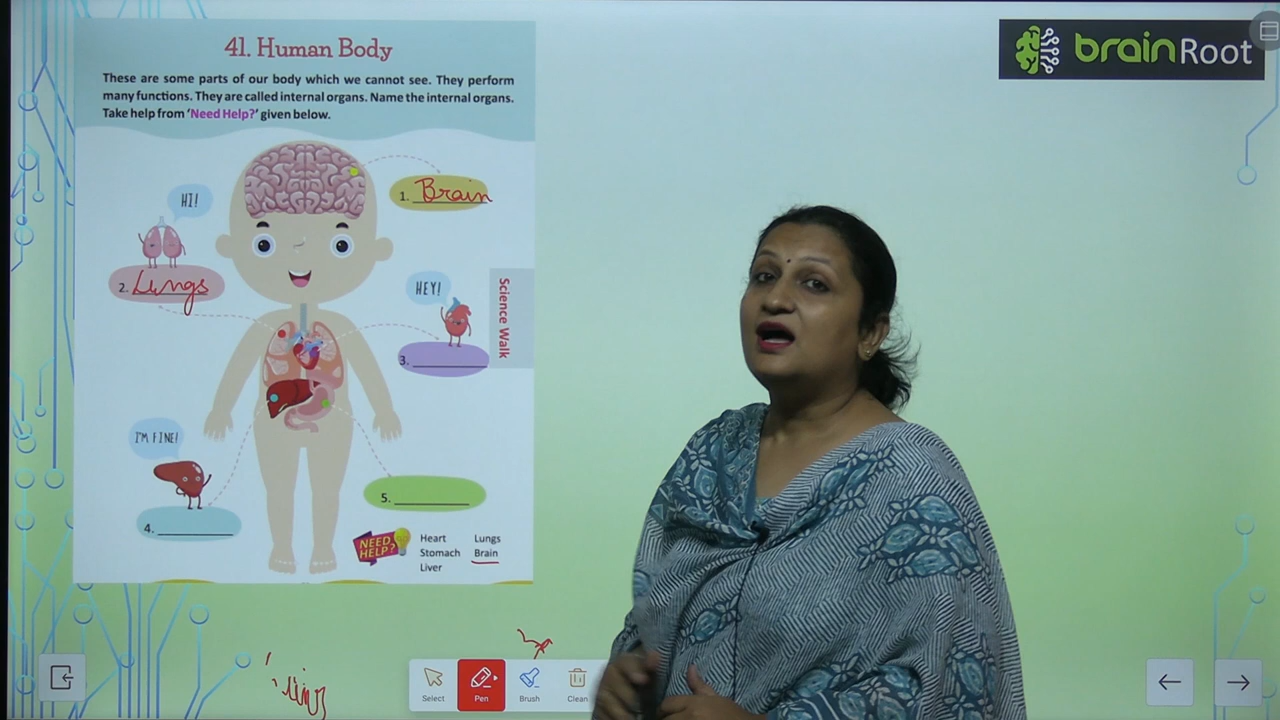 41. Human Body
These are some parts of our body which we cannot see. They perform
many functions. They are called internal organs. Name the internal organs.
Take help from 'Need Help?' given below.
brainRoot
HI!
1. Brain
2. Lungs
HEY!
3.
Science Walk
I'M FINE!
4.
5.
NEED HELP?
Heart Lungs
Stomach Brain
Liver
Select Pen Brush Clean